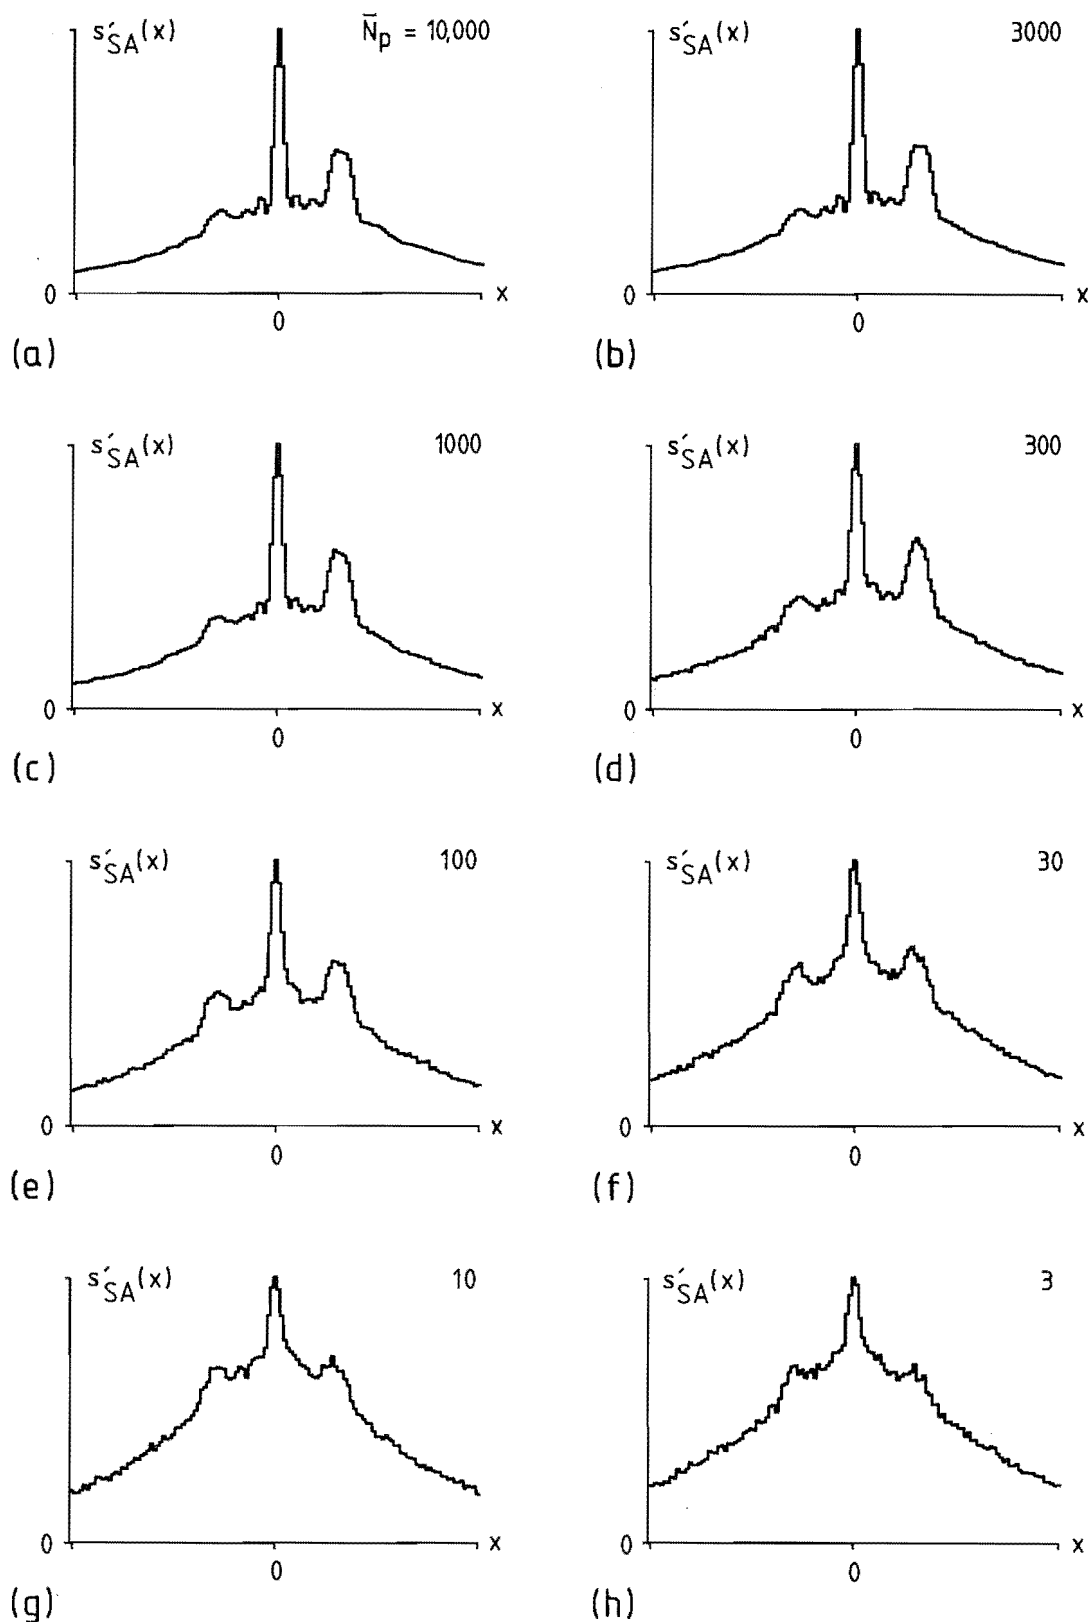 s′SA(x) N̄p = 10,000
0 x
0
(a)
s′SA(x) 3000
0 x
0
(b)
s′SA(x) 1000
0 x
0
(c)
s′SA(x) 300
0 x
0
(d)
s′SA(x) 100
0 x
0
(e)
s′SA(x) 30
0 x
0
(f)
s′SA(x) 10
0 x
0
(g)
s′SA(x) 3
0 x
0
(h)